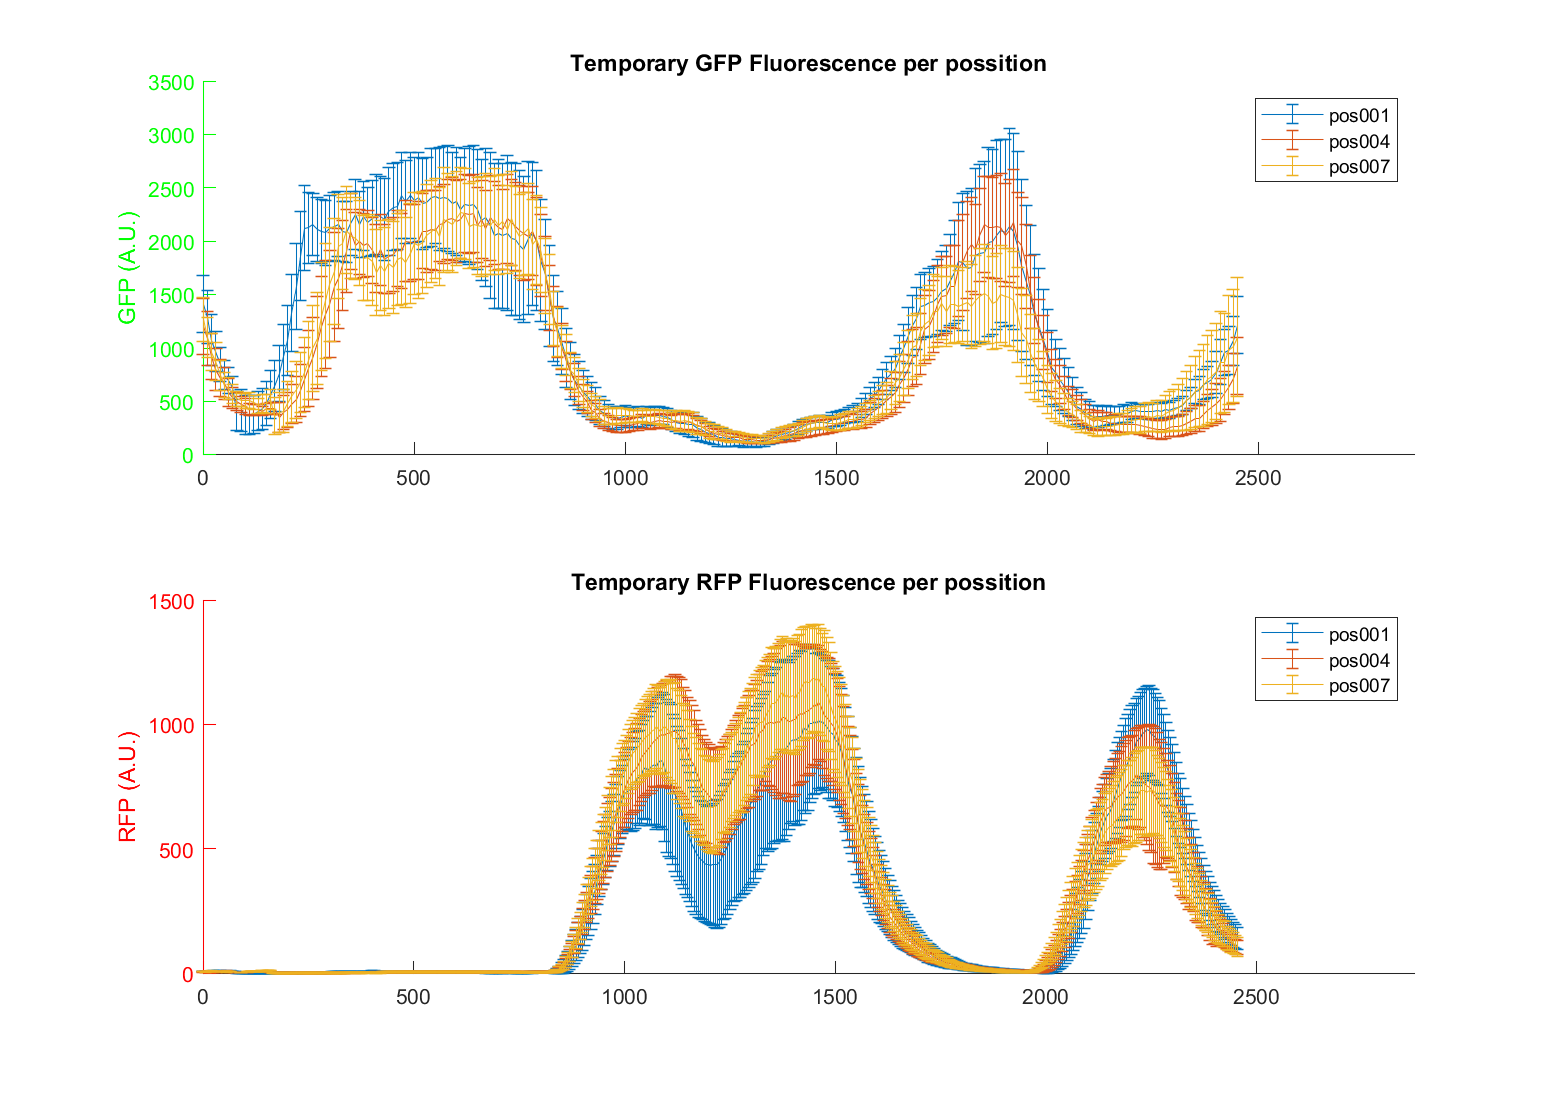 Temporary GFP Fluorescence per possition
GFP (A.U.)
3500
3000
2500
2000
1500
1000
500
0
0 500 1000 1500 2000 2500
pos001
pos004
pos007
Temporary RFP Fluorescence per possition
RFP (A.U.)
1500
1000
500
0
0 500 1000 1500 2000 2500
pos001
pos004
pos007